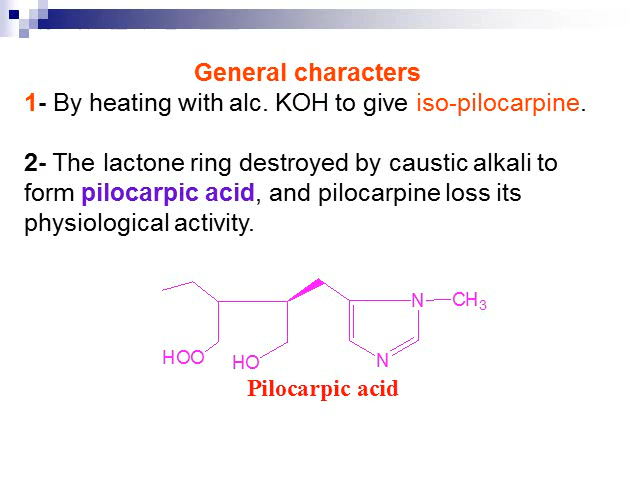 General characters
1- By heating with alc. KOH to give iso-pilocarpine.
2- The lactone ring destroyed by caustic alkali to
form pilocarpic acid, and pilocarpine loss its
physiological activity.
N CH3
HOO HO N
Pilocarpic acid